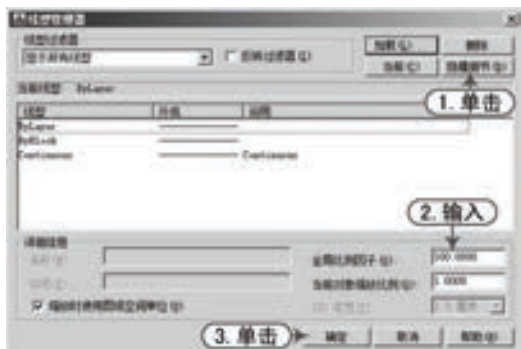 线型管理器
线型过滤器
显示所有线型
反转过滤器(I)
加载(L)
删除
当前(C)
隐藏细节(D)
当前线型: ByLayer
1. 单击
线型 外观 说明
ByLayer
ByBlock
Continuous Continuous
2. 输入
详细信息
全局比例因子(G):
当前对象缩放比例(O): 1.0000
缩放时使用图纸空间单位(U)
3. 单击
确定 取消 帮助(H)